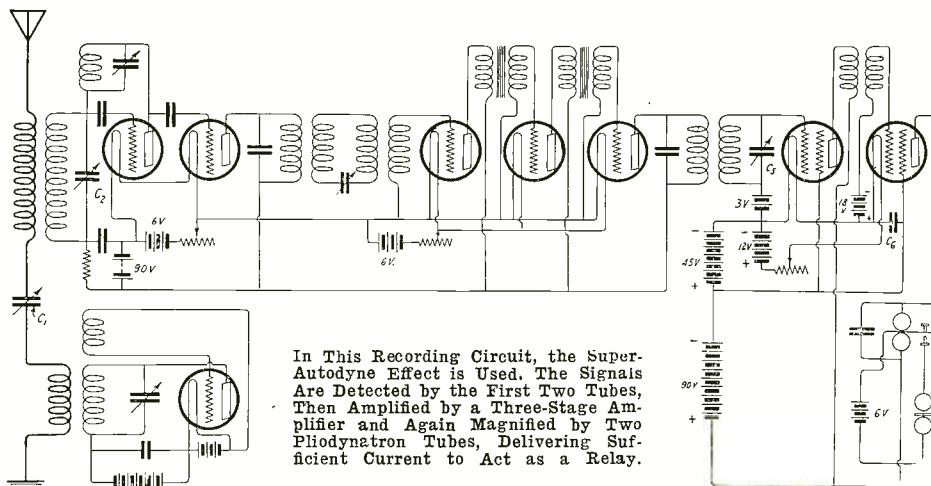 C2
6V
90V
C1
6V.
C5
3V
45V
12V
18
V
C6
90V
6V
In This Recording Circuit, the Super-
Autodyne Effect is Used. The Signals
Are Detected by the First Two Tubes,
Then Amplified by a Three-Stage Am-
plifier and Again Magnified by Two
Pliodynatron Tubes, Delivering Suf-
ficient Current to Act as a Relay.